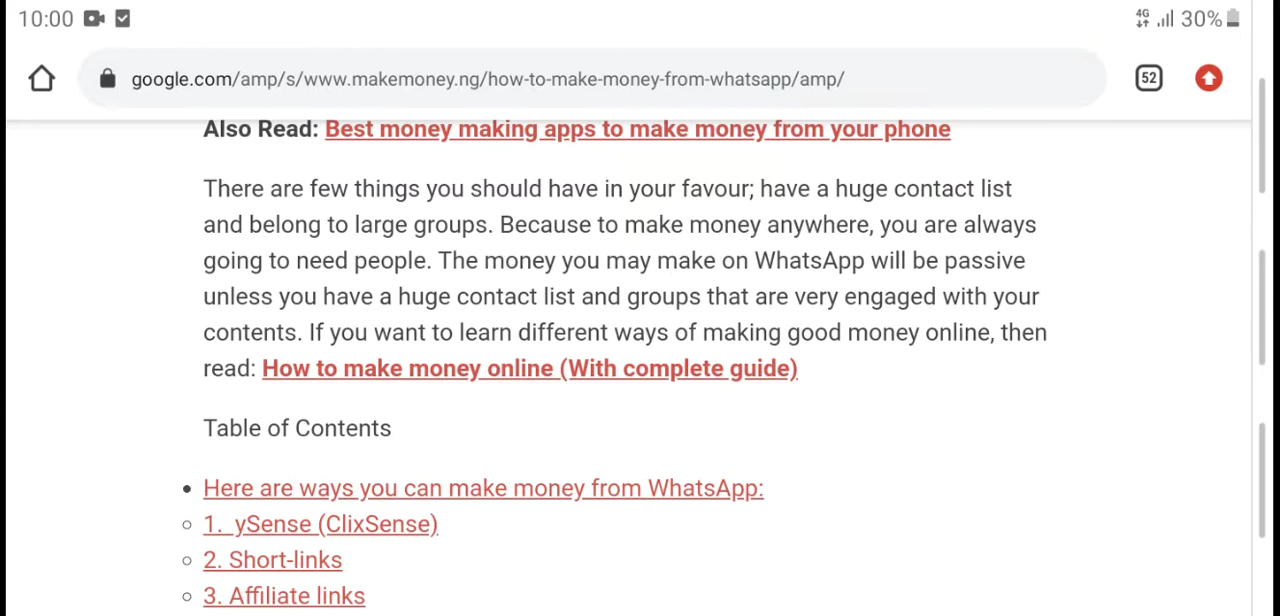 10:00 4G 30%
google.com/amp/s/www.makemoney.ng/how-to-make-money-from-whatsapp/amp/ 52
Also Read: Best money making apps to make money from your phone
There are few things you should have in your favour; have a huge contact list
and belong to large groups. Because to make money anywhere, you are always
going to need people. The money you may make on WhatsApp will be passive
unless you have a huge contact list and groups that are very engaged with your
contents. If you want to learn different ways of making good money online, then
read: How to make money online (With complete guide)
Table of Contents
Here are ways you can make money from WhatsApp:
1. ySense (ClixSense)
2. Short-links
3. Affiliate links